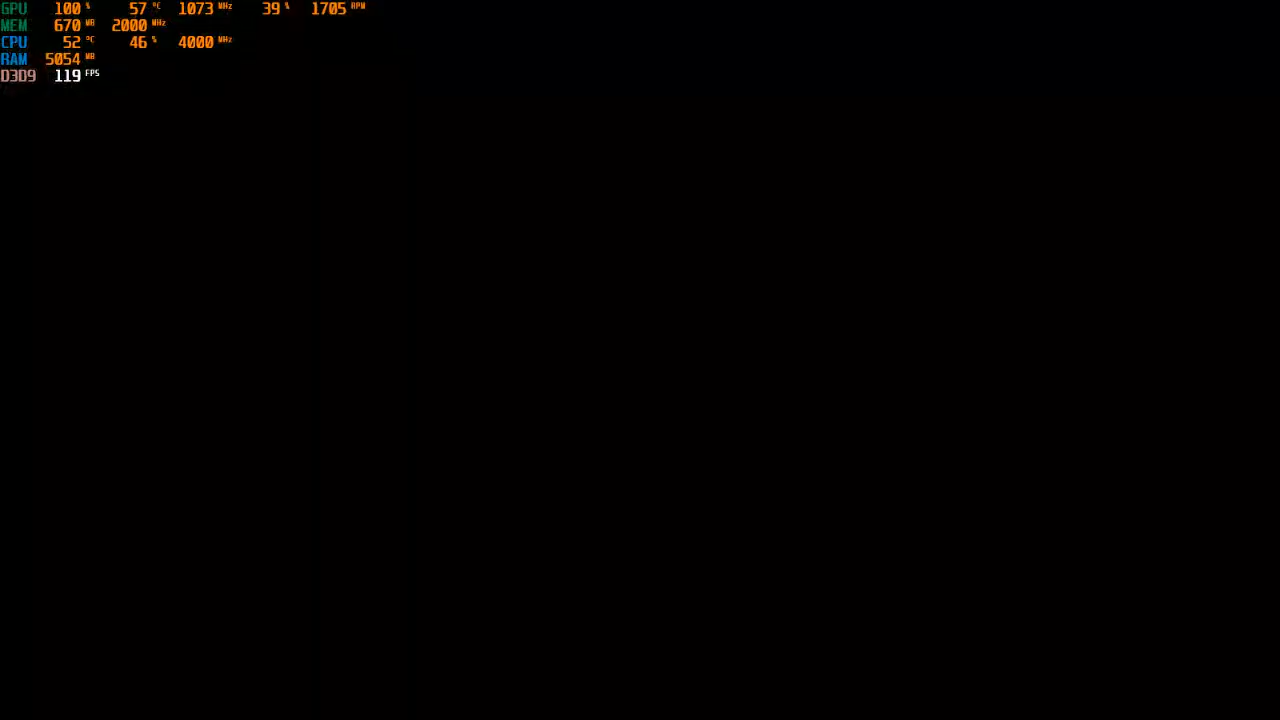 GPU 100 % 57 °C 1073 MHz 39 % 1705 RPM
MEM 670 MB 2000 MHz
CPU 52 °C 46 % 4000 MHz
RAM 5054 MB
D3D9 119 FPS